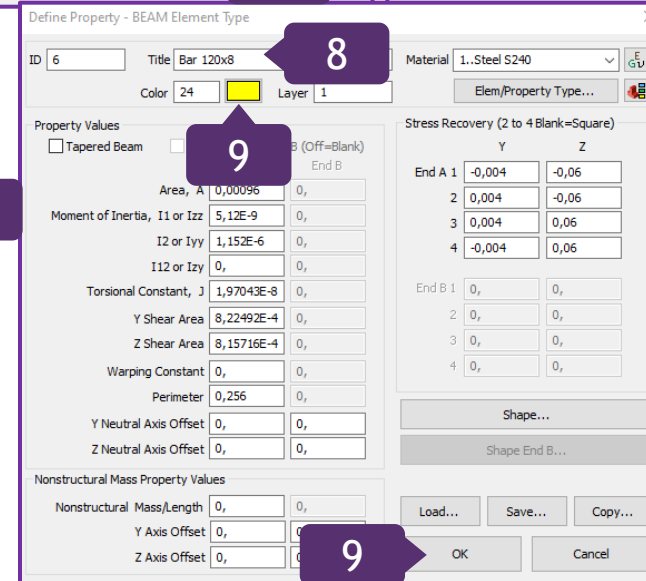 Define Property - BEAM Element Type
ID 6 Title Bar 120x8 8 Material 1..Steel S240
Color 24 Layer 1 Elem/Property Type...
9
Property Values
Tapered Beam B (Off=Blank)
End B
Area, A 0,00096 0,
Moment of Inertia, I1 or Izz 5,12E-9 0,
I2 or Iyy 1,152E-6 0,
I12 or Izy 0, 0,
Torsional Constant, J 1,97043E-8 0,
Y Shear Area 8,22492E-4 0,
Z Shear Area 8,15716E-4 0,
Warping Constant 0, 0,
Perimeter 0,256 0,
Y Neutral Axis Offset 0, 0,
Z Neutral Axis Offset 0, 0,
Stress Recovery (2 to 4 Blank=Square)
Y Z
End A 1 -0,004 -0,06
2 0,004 -0,06
3 0,004 0,06
4 -0,004 0,06
End B 1 0, 0,
2 0, 0,
3 0, 0,
4 0, 0,
Shape...
Shape End B...
Nonstructural Mass Property Values
Nonstructural Mass/Length 0, 0,
Y Axis Offset 0,
Z Axis Offset 0,
Load... Save... Copy...
9 OK Cancel